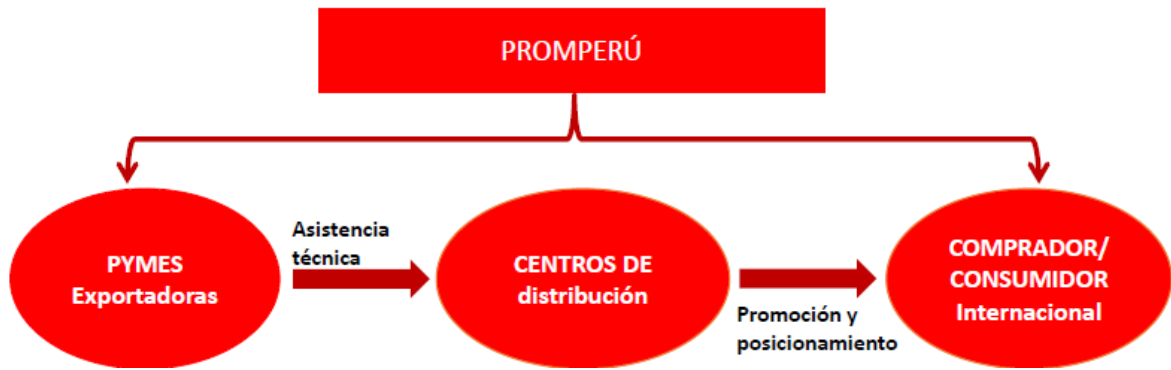 PROMPERÚ
PYMES
Exportadoras
Asistencia
técnica
CENTROS DE
distribución
Promoción y
posicionamiento
COMPRADOR/
CONSUMIDOR
Internacional